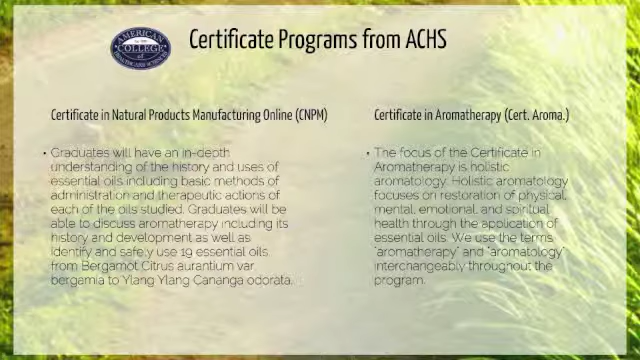 AMERICAN
COLLEGE
of
HEALTHCARE SCIENCES
Certificate Programs from ACHS
Certificate in Natural Products Manufacturing Online (CNPM)
• Graduates will have an in-depth
understanding of the history and uses of
essential oils including basic methods of
administration and therapeutic actions of
each of the oils studied. Graduates will be
able to discuss aromatherapy including its
history and development as well as
identify and safely use 19 essential oils
from Bergamot Citrus aurantium var.
bergamia to Ylang Ylang Cananga odorata.
Certificate in Aromatherapy (Cert. Aroma.)
• The focus of the Certificate in
Aromatherapy is holistic
aromatology. Holistic aromatology
focuses on restoration of physical,
mental, emotional, and spiritual
health through the application of
essential oils. We use the terms
"aromatherapy" and "aromatology"
interchangeably throughout the
program.